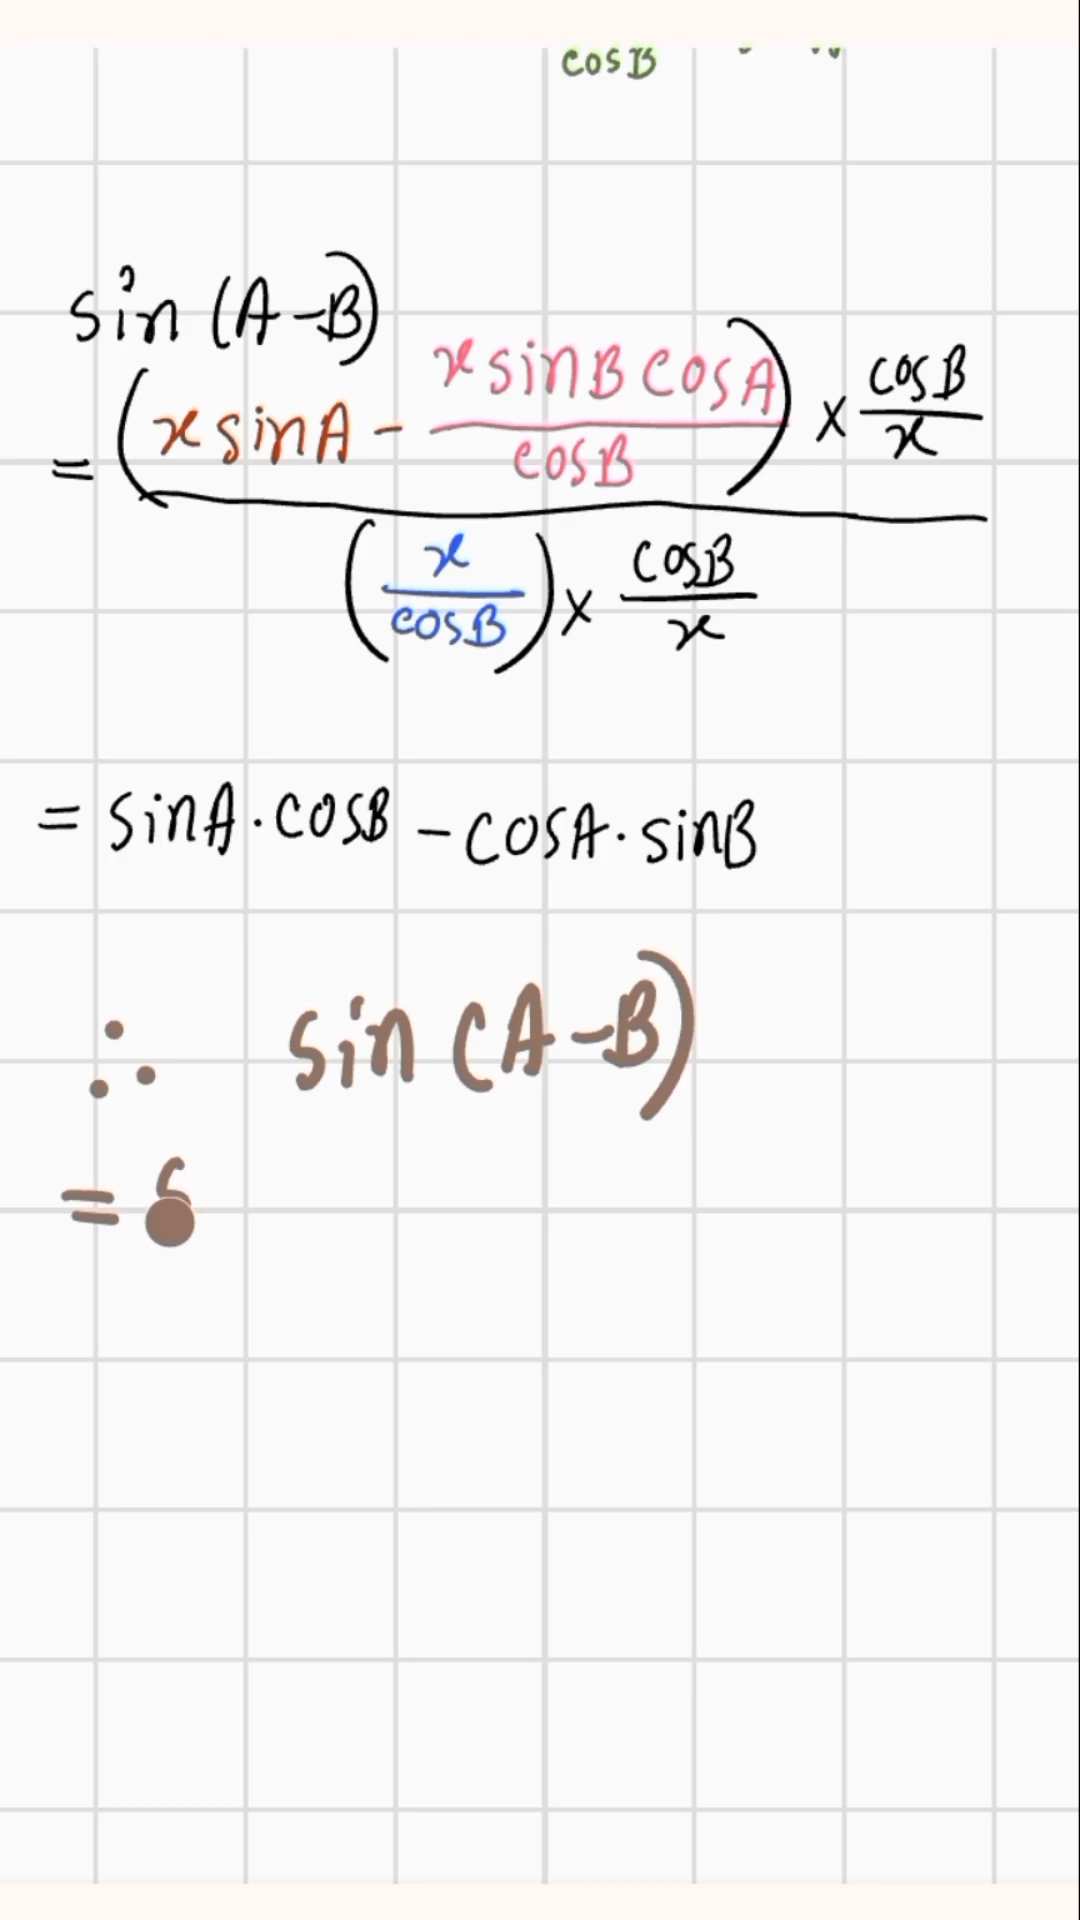 cosB
sin (A-B)
= (x sinA - x sinB cosA / cosB) × cosB / x
(x / cosB) × cosB / x
= sinA · cosB - cosA · sinB
∴ sin (A-B)
=